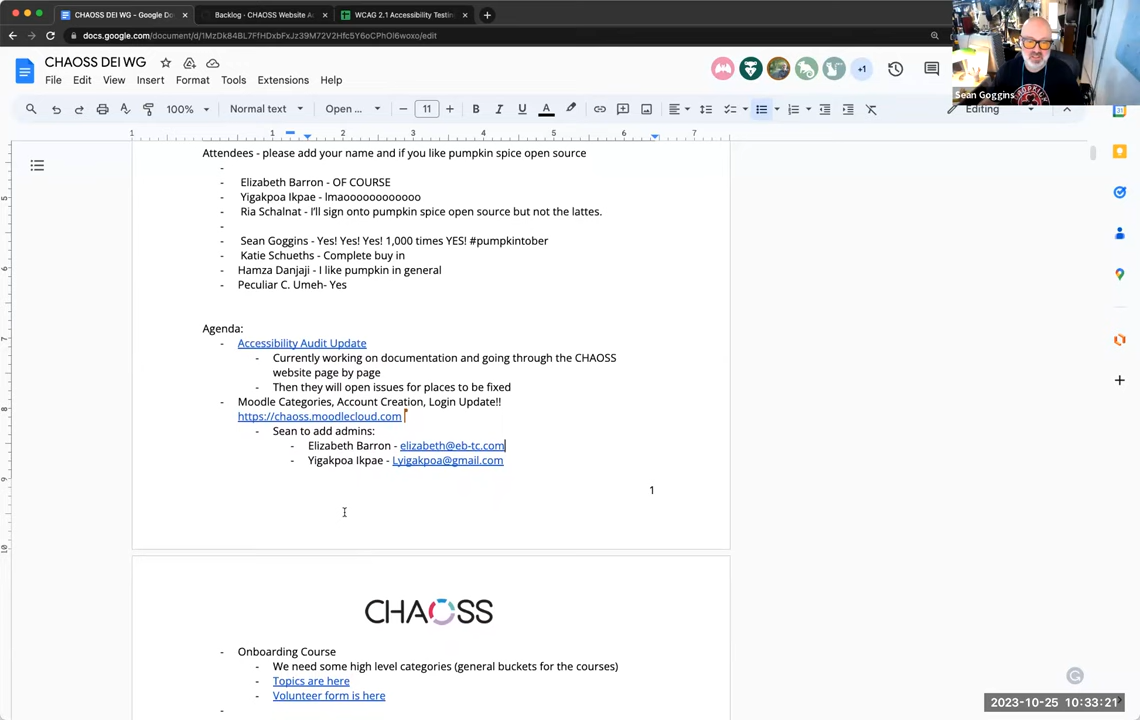 CHAOSS DEI WG - Google Do
Backlog · CHAOSS Website A
WCAG 2.1 Accessibility Testin
docs.google.com/document/d/1MzDk84BL7FfHDxbFxJz39M72V2Hfc5Y6oCPhOl6woxo/edit
CHAOSS DEI WG
File Edit View Insert Format Tools Extensions Help
+1
Sean Goggins
100% Normal text Open ... 11 B I U A Editing
1 1 2 3 4 5 6 7
Attendees - please add your name and if you like pumpkin spice open source
-
- Elizabeth Barron - OF COURSE
- Yigakpoa Ikpae - lmaoooooooooooo
- Ria Schalnat - I'll sign onto pumpkin spice open source but not the lattes.
-
- Sean Goggins - Yes! Yes! Yes! 1,000 times YES! #pumpkintober
- Katie Schueths - Complete buy in
- Hamza Danjaji - I like pumpkin in general
- Peculiar C. Umeh- Yes
Agenda:
- Accessibility Audit Update
- Currently working on documentation and going through the CHAOSS
website page by page
- Then they will open issues for places to be fixed
- Moodle Categories, Account Creation, Login Update!!
https://chaoss.moodlecloud.com
- Sean to add admins:
- Elizabeth Barron - elizabeth@eb-tc.com
- Yigakpoa Ikpae - Lyigakpoa@gmail.com
1
CHAOSS
- Onboarding Course
- We need some high level categories (general buckets for the courses)
- Topics are here
- Volunteer form is here
-
2023-10-25 10:33:21